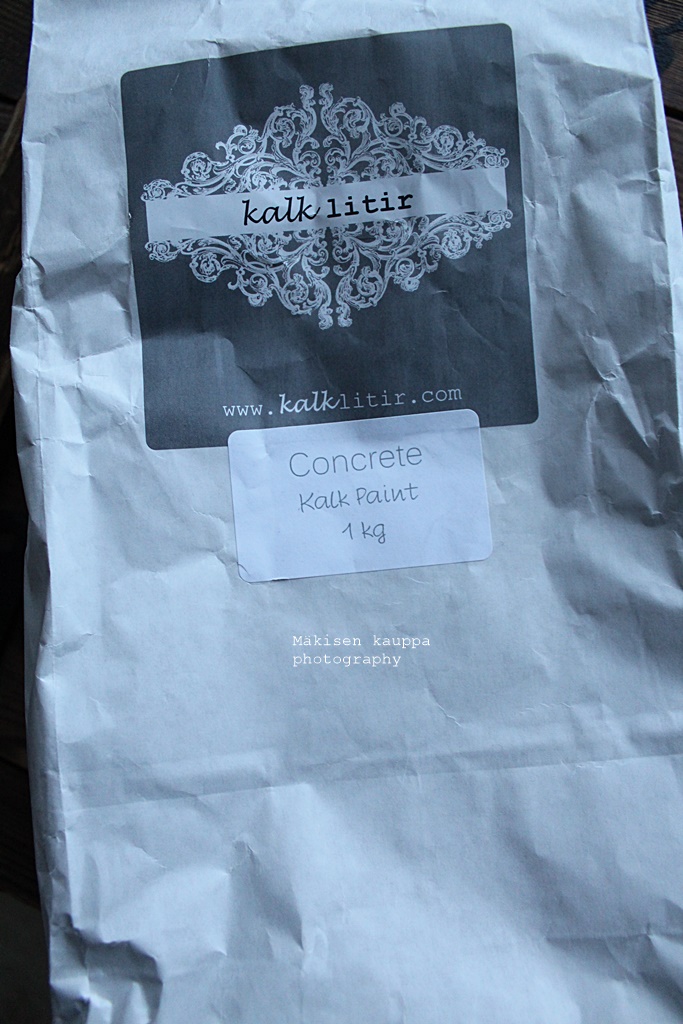 kalk litir
www.kalklitir.com
Concrete
Kalk Paint
1 kg
Mäkisen kauppa
photography